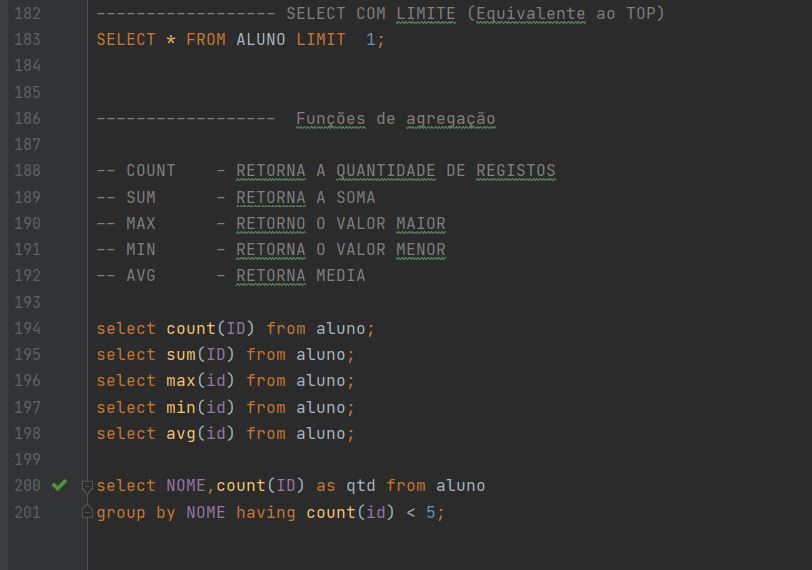 182 ------------------ SELECT COM LIMITE (Equivalente ao TOP)
183 SELECT * FROM ALUNO LIMIT  1;
184
185
186 ------------------  Funções de agregação
187
188 -- COUNT    - RETORNA A QUANTIDADE DE REGISTOS
189 -- SUM      - RETORNA A SOMA
190 -- MAX      - RETORNO O VALOR MAIOR
191 -- MIN      - RETORNA O VALOR MENOR
192 -- AVG      - RETORNA MEDIA
193
194 select count(ID) from aluno;
195 select sum(ID) from aluno;
196 select max(id) from aluno;
197 select min(id) from aluno;
198 select avg(id) from aluno;
199
200 select NOME,count(ID) as qtd from aluno
201 group by NOME having count(id) < 5;